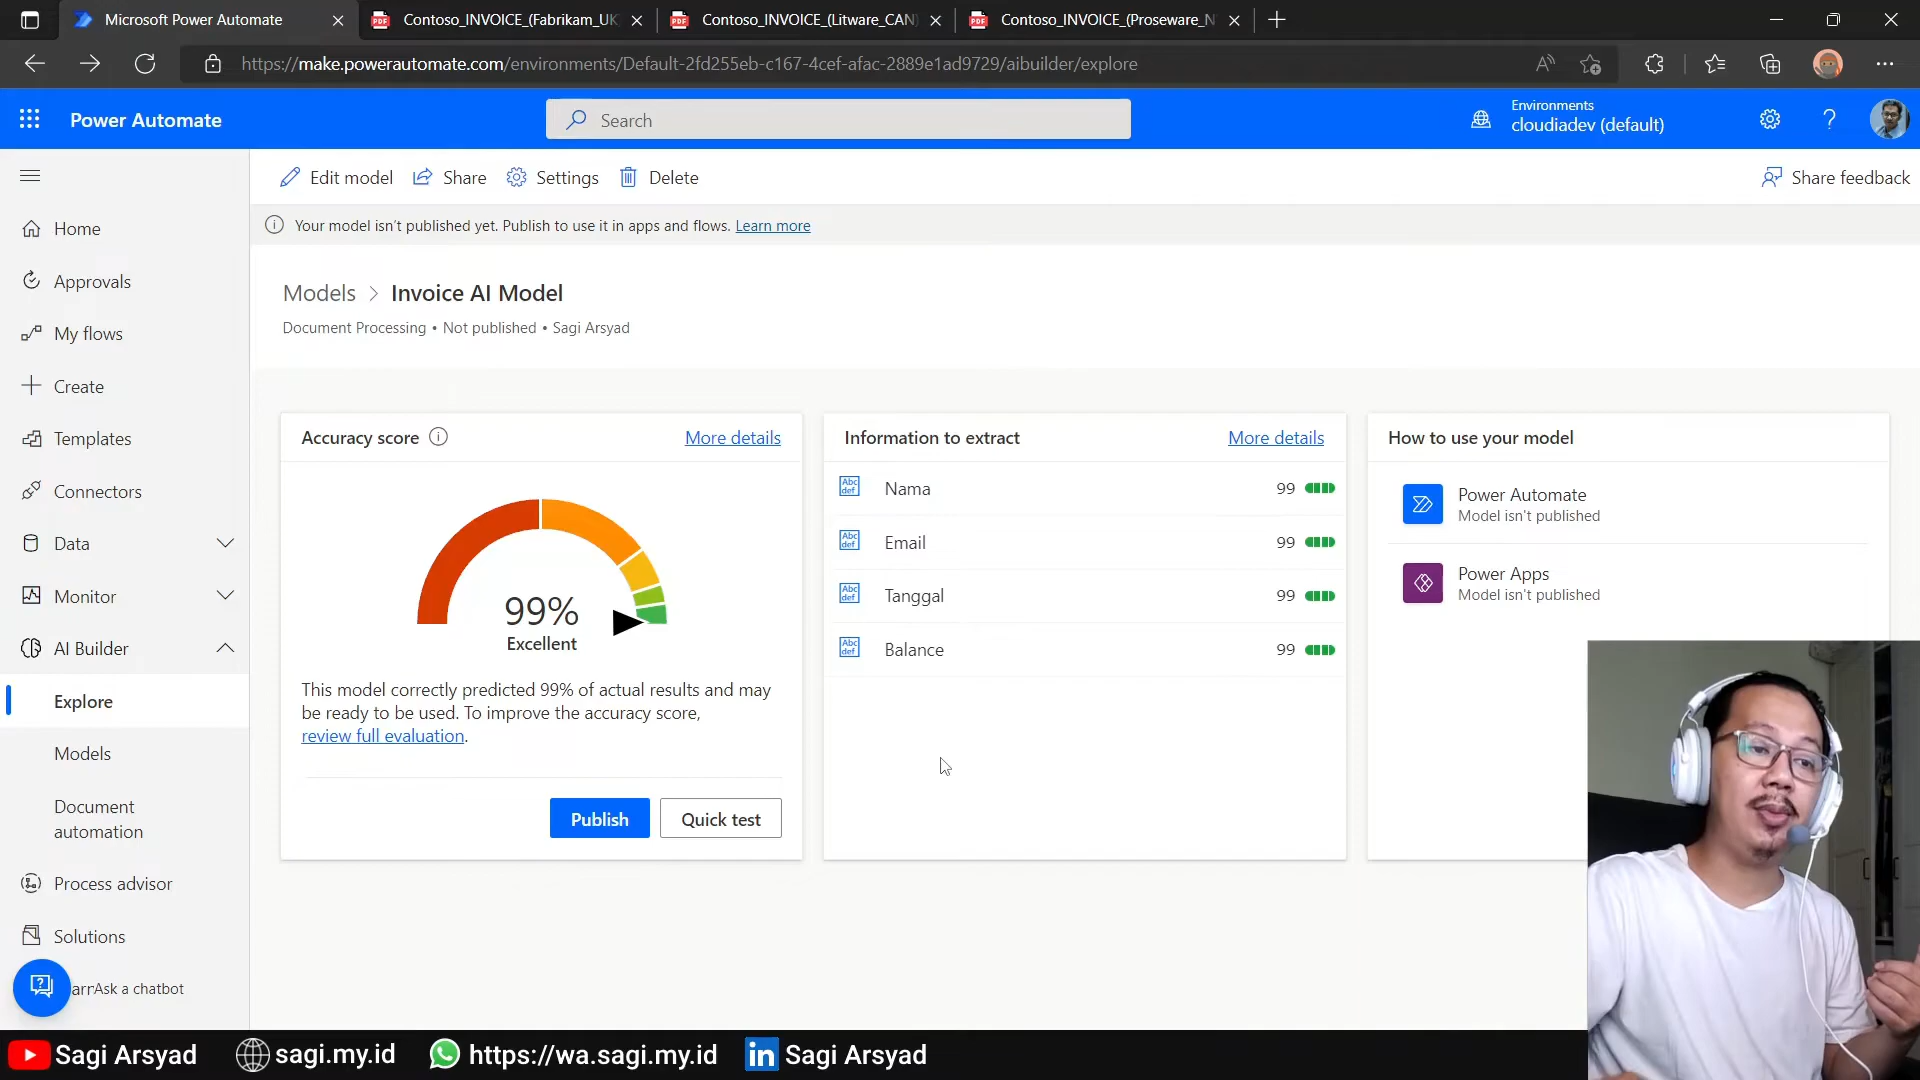 Microsoft Power Automate
Contoso_INVOICE_(Fabrikam_UK
Contoso_INVOICE_(Litware_CAN)
Contoso_INVOICE_(Proseware_N
https://make.powerautomate.com/environments/Default-2fd255eb-c167-4cef-afac-2889e1ad9729/aibuilder/explore
Power Automate
Search
Environments
cloudiadev (default)
Edit model
Share
Settings
Delete
Share feedback
Your model isn't published yet. Publish to use it in apps and flows. Learn more
Home
Approvals
My flows
Create
Templates
Connectors
Data
Monitor
AI Builder
Explore
Models
Document
automation
Process advisor
Solutions
Ask a chatbot
Models > Invoice AI Model
Document Processing • Not published • Sagi Arsyad
Accuracy score
More details
99%
Excellent
This model correctly predicted 99% of actual results and may
be ready to be used. To improve the accuracy score,
review full evaluation.
Publish
Quick test
Information to extract
More details
Nama 99
Email 99
Tanggal 99
Balance 99
How to use your model
Power Automate
Model isn't published
Power Apps
Model isn't published
Sagi Arsyad
sagi.my.id
https://wa.sagi.my.id
in Sagi Arsyad